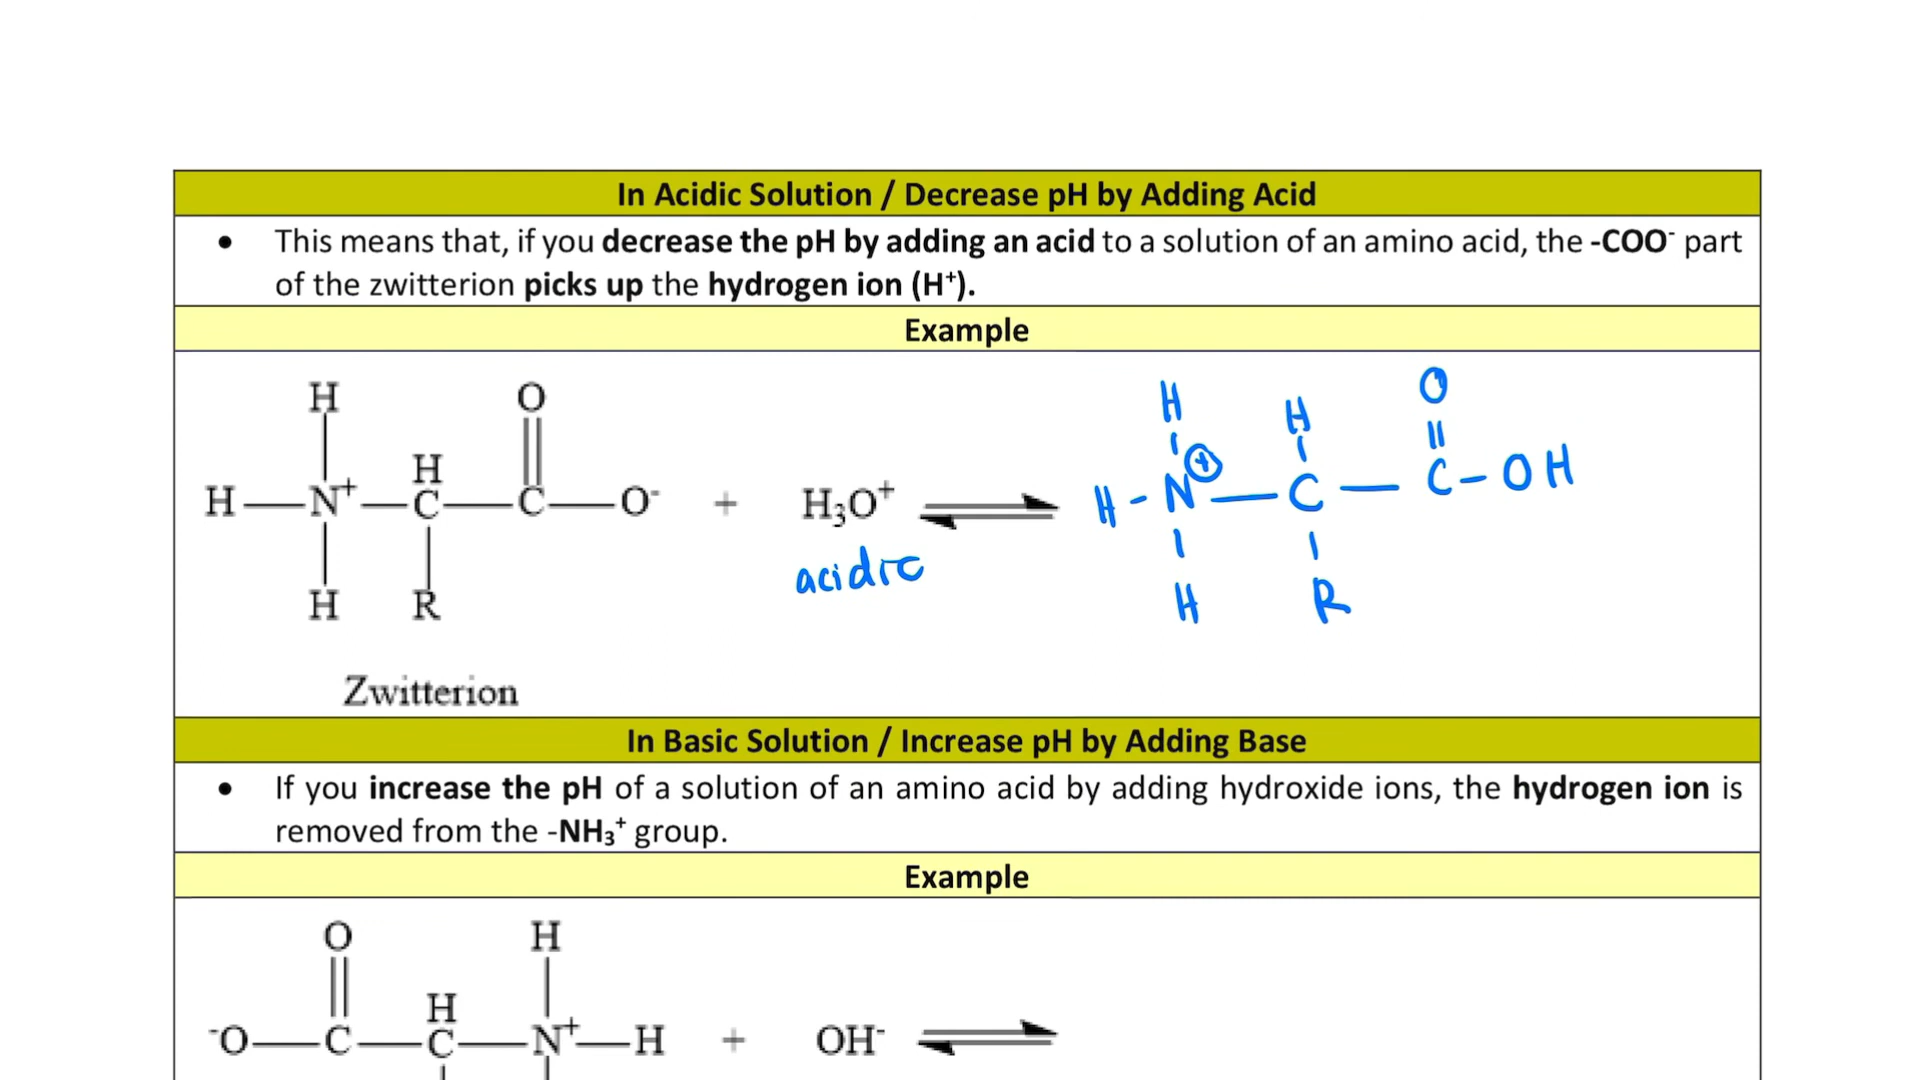 In Acidic Solution / Decrease pH by Adding Acid
• This means that, if you decrease the pH by adding an acid to a solution of an amino acid, the -COO⁻ part
of the zwitterion picks up the hydrogen ion (H⁺).
Example
H O H H O
H
H—N⁺—C—C—O⁻ + H₃O⁺ ⇌ H-N⊕—C—C-OH
acidic
H R H R
Zwitterion
In Basic Solution / Increase pH by Adding Base
• If you increase the pH of a solution of an amino acid by adding hydroxide ions, the hydrogen ion is
removed from the -NH₃⁺ group.
Example
O H
H
⁻O—C—C—N⁺—H + OH⁻ ⇌